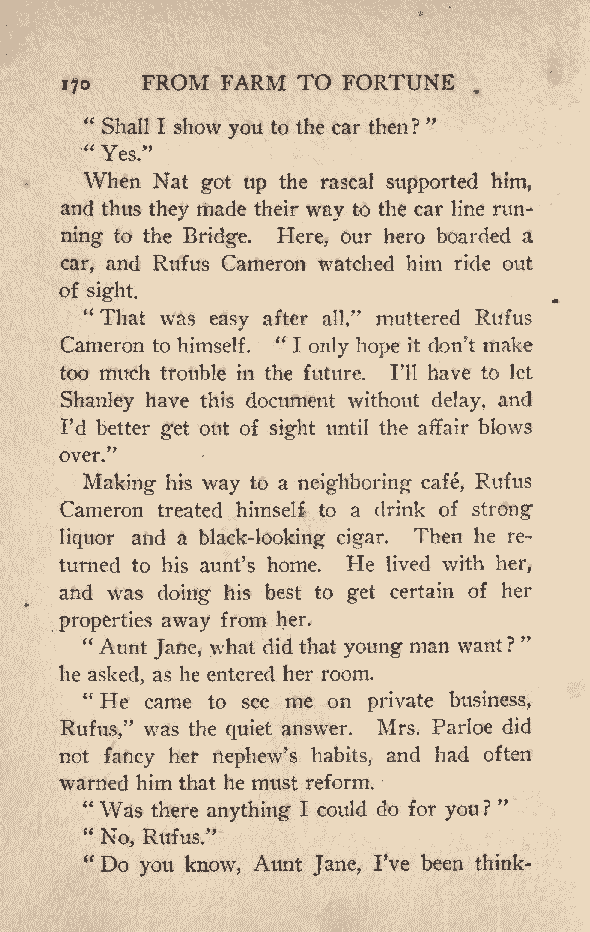 170 FROM FARM TO FORTUNE
“ Shall I show you to the car then? ”
“ Yes.”
When Nat got up the rascal supported him,
and thus they made their way to the car line run-
ning to the Bridge. Here, our hero boarded a
car, and Rufus Cameron watched him ride out
of sight.
“ That was easy after all,” muttered Rufus
Cameron to himself. “ I only hope it don’t make
too much trouble in the future. I’ll have to let
Shanley have this document without delay, and
I’d better get out of sight until the affair blows
over.”
Making his way to a neighboring café, Rufus
Cameron treated himself to a drink of strong
liquor and a black-looking cigar. Then he re-
turned to his aunt’s home. He lived with her,
and was doing his best to get certain of her
properties away from her.
“ Aunt Jane, what did that young man want? ”
he asked, as he entered her room.
“ He came to see me on private business,
Rufus,” was the quiet answer. Mrs. Parloe did
not fancy her nephew’s habits, and had often
warned him that he must reform.
“ Was there anything I could do for you? ”
“ No, Rufus.”
“ Do you know, Aunt Jane, I’ve been think-